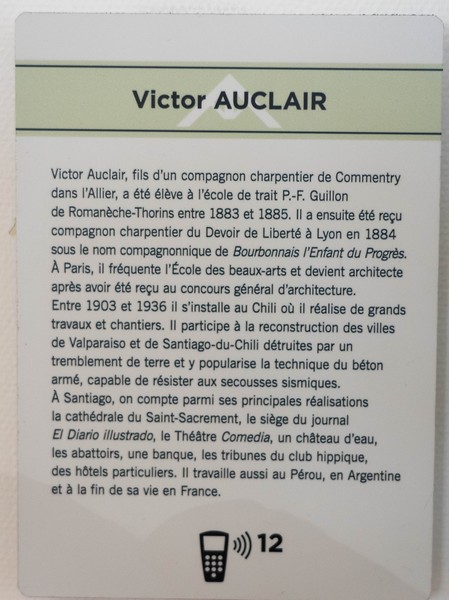 Victor AUCLAIR
Victor Auclair, fils d'un compagnon charpentier de Commentry
dans l'Allier, a été élève à l'école de trait P.-F. Guillon
de Romanèche-Thorins entre 1883 et 1885. Il a ensuite été reçu
compagnon charpentier du Devoir de Liberté à Lyon en 1884
sous le nom compagnonnique de Bourbonnais l'Enfant du Progrès.
À Paris, il fréquente l'École des beaux-arts et devient architecte
après avoir été reçu au concours général d'architecture.
Entre 1903 et 1936 il s'installe au Chili où il réalise de grands
travaux et chantiers. Il participe à la reconstruction des villes
de Valparaiso et de Santiago-du-Chili détruites par un
tremblement de terre et y popularise la technique du béton
armé, capable de résister aux secousses sismiques.
À Santiago, on compte parmi ses principales réalisations
la cathédrale du Saint-Sacrement, le siège du journal
El Diario illustrado, le Théâtre Comedia, un château d'eau,
les abattoirs, une banque, les tribunes du club hippique,
des hôtels particuliers. Il travaille aussi au Pérou, en Argentine
et à la fin de sa vie en France.
12